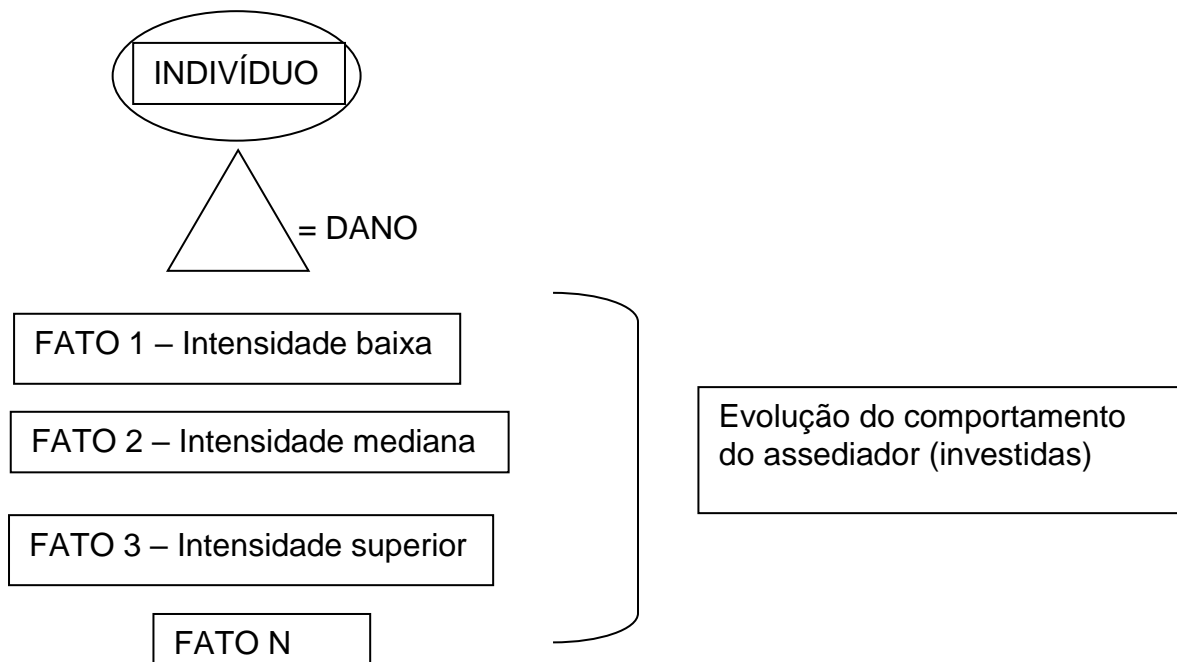 INDIVÍDUO
= DANO
FATO 1 – Intensidade baixa
FATO 2 – Intensidade mediana
Evolução do comportamento
do assediador (investidas)
FATO 3 – Intensidade superior
FATO N